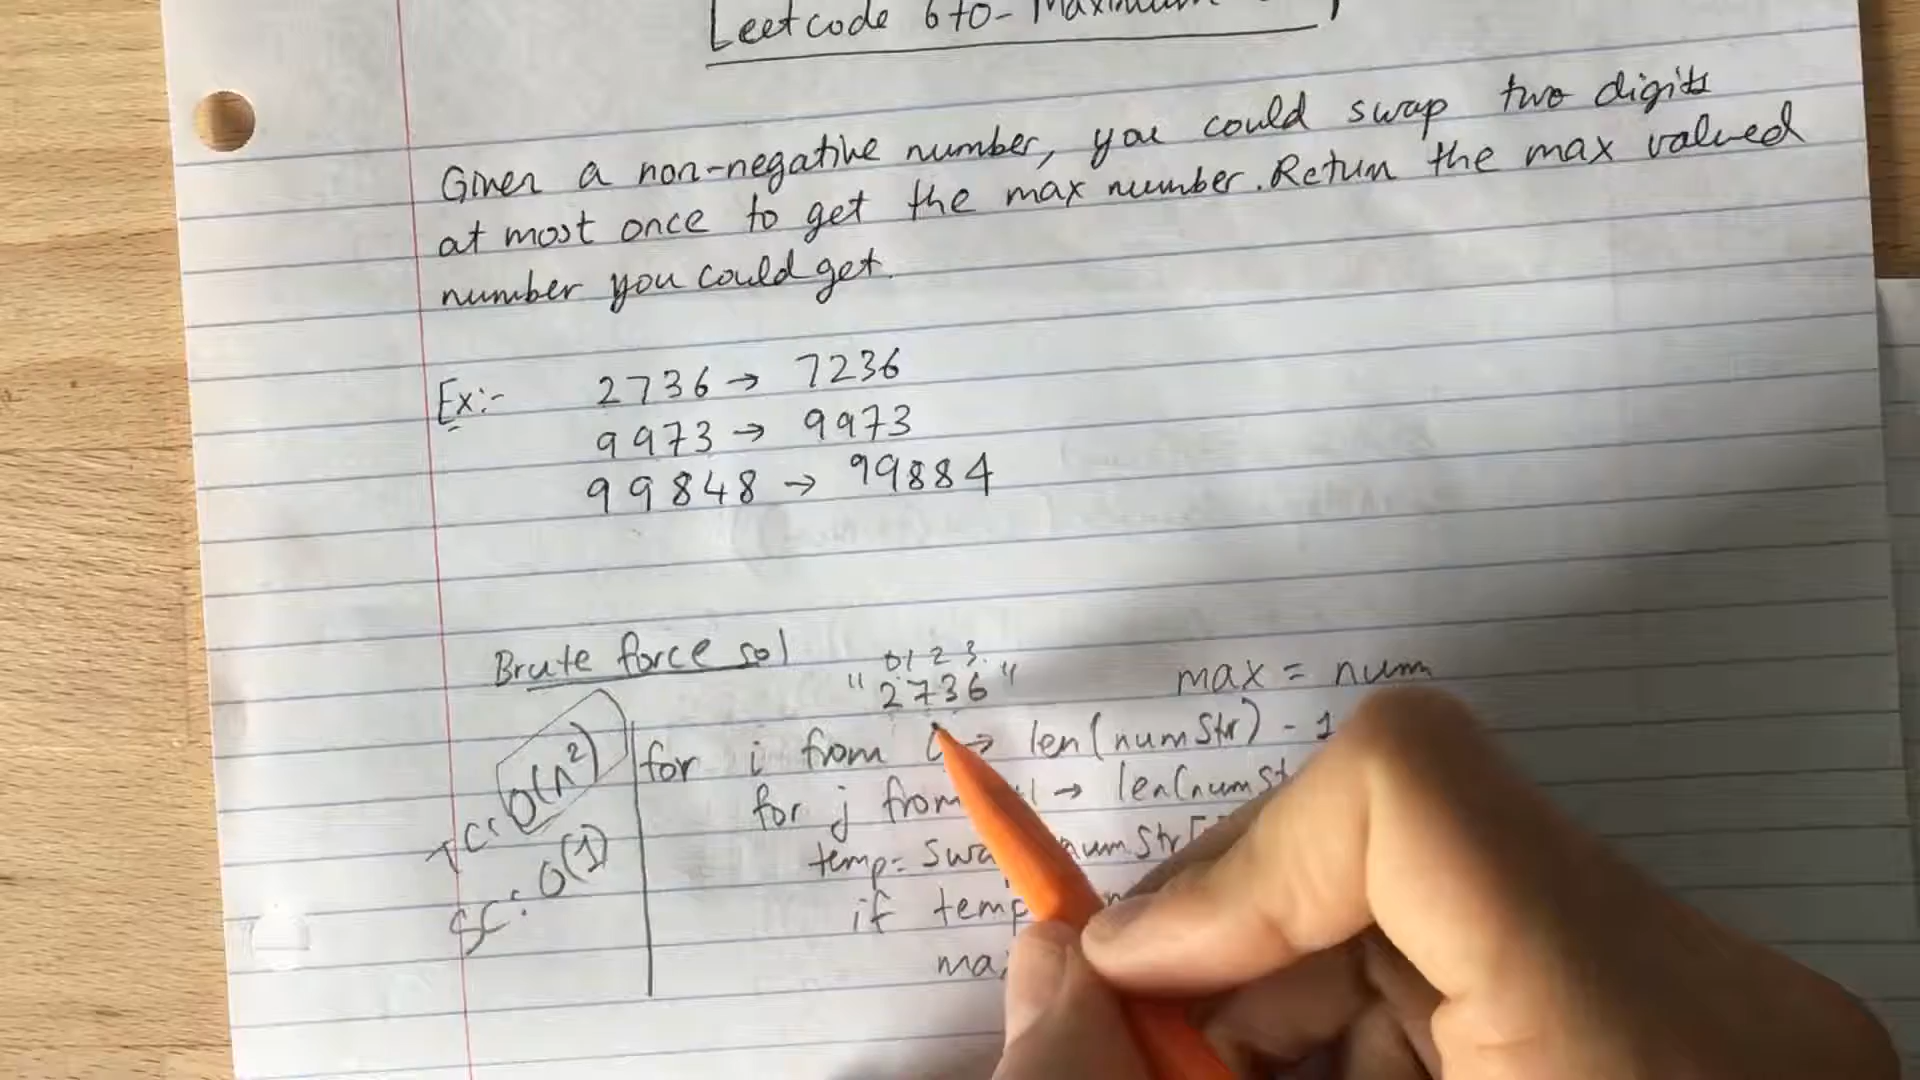 Leetcode 670- Maximum
Given a non-negative number, you could swap two digits
at most once to get the max number. Return the max valued
number you could get.
Ex:- 2736 → 7236
9973 → 9973
99848 → 99884
Brute force sol
0 1 2 3
"2736"
max = num
for i from → len(numStr) - 1
for j from → len(numSt
temp = swa numStr[
if temp
ma
TC: O(n²)
SC: O(1)